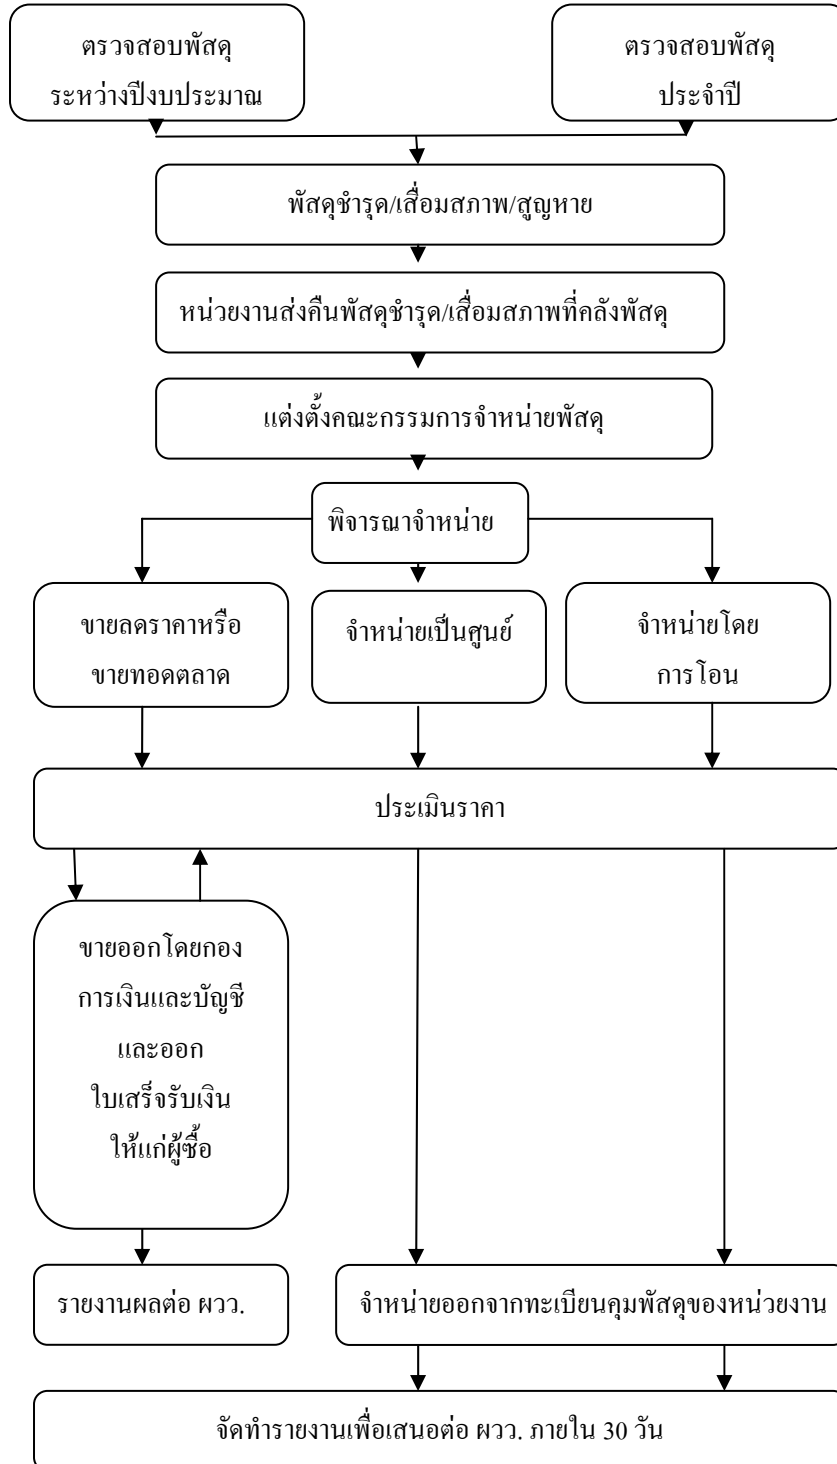 ตรวจสอบพัสดุ
ระหว่างปีงบประมาณ
ตรวจสอบพัสดุ
ประจำปี
พัสดุชำรุด/เสื่อมสภาพ/สูญหาย
หน่วยงานส่งคืนพัสดุชำรุด/เสื่อมสภาพที่คลังพัสดุ
แต่งตั้งคณะกรรมการจำหน่ายพัสดุ
พิจารณาจำหน่าย
ขายลดราคาหรือ
ขายทอดตลาด
จำหน่ายเป็นศูนย์
จำหน่ายโดย
การโอน
ประเมินราคา
ขายออกโดยกอง
การเงินและบัญชี
และออก
ใบเสร็จรับเงิน
ให้แก่ผู้ซื้อ
รายงานผลต่อ ผวว.
จำหน่ายออกจากทะเบียนคุมพัสดุของหน่วยงาน
จัดทำรายงานเพื่อเสนอต่อ ผวว. ภายใน 30 วัน